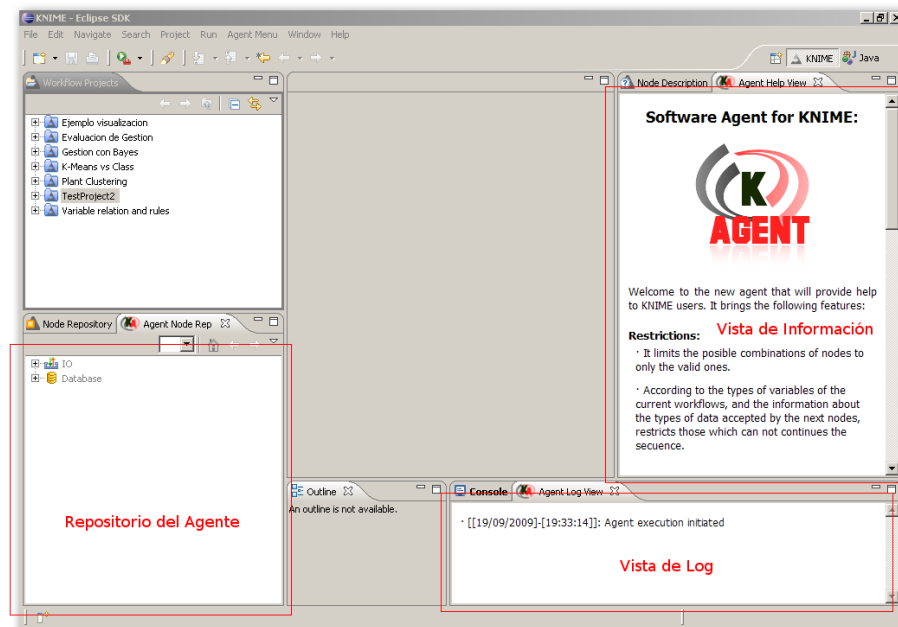 KNIME - Eclipse SDK
File Edit Navigate Search Project Run Agent Menu Window Help
KNIME Java
Workflow Projects
Ejemplo visualizacion
Evaluacion de Gestion
Gestion con Bayes
K-Means vs Class
Plant Clustering
TestProject2
Variable relation and rules
Node Repository Agent Node Rep
IO
Database
Repositorio del Agente
Node Description Agent Help View
Software Agent for KNIME:
K
AGENT
Welcome to the new agent that will provide help
to KNIME users. It brings the following features:
Restrictions:
Vista de Información
· It limits the posible combinations of nodes to
only the valid ones.
· According to the types of variables of the
current workflows, and the information about
the types of data accepted by the next nodes,
restricts those which can not continues the
secuence.
Outline
An outline is not available.
Console Agent Log View
· [[19/09/2009]-[19:33:14]]: Agent execution initiated
Vista de Log